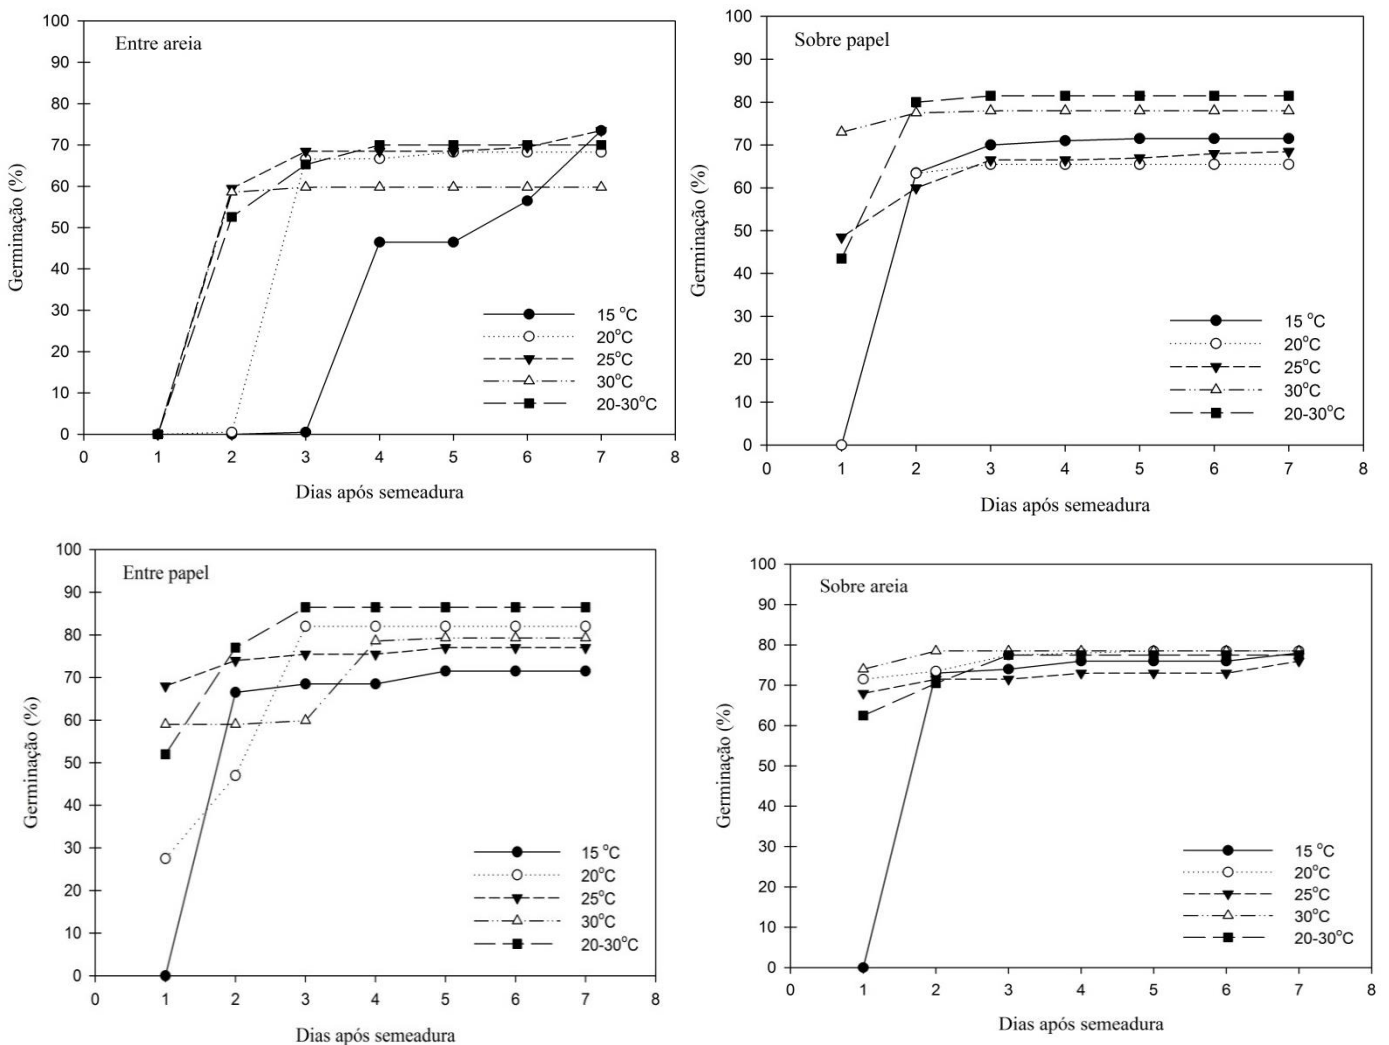 Entre areia
100
90
80
70
60
50
40
30
20
10
0
Germinação (%)
15 °C
20°C
25°C
30°C
20-30°C
0 1 2 3 4 5 6 7 8
Dias após semeadura
Sobre papel
100
90
80
70
60
50
40
30
20
10
0
Germinação (%)
15 °C
20°C
25°C
30°C
20-30°C
0 1 2 3 4 5 6 7 8
Dias após semeadura
Entre papel
100
90
80
70
60
50
40
30
20
10
0
Germinação (%)
15 °C
20°C
25°C
30°C
20-30°C
0 1 2 3 4 5 6 7 8
Dias após semeadura
Sobre areia
100
90
80
70
60
50
40
30
20
10
0
Germinação (%)
15 °C
20°C
25°C
30°C
20-30°C
0 1 2 3 4 5 6 7 8
Dias após semeadura